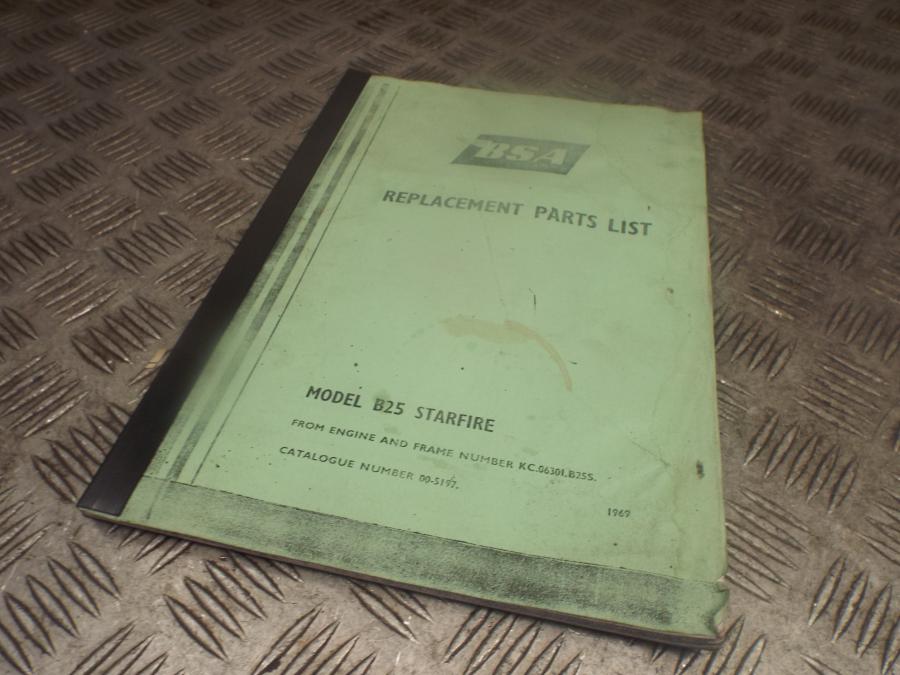 BSA
REPLACEMENT PARTS LIST
MODEL B25 STARFIRE
FROM ENGINE AND FRAME NUMBER KC.06301.B25S.
CATALOGUE NUMBER 00-5197.
1969